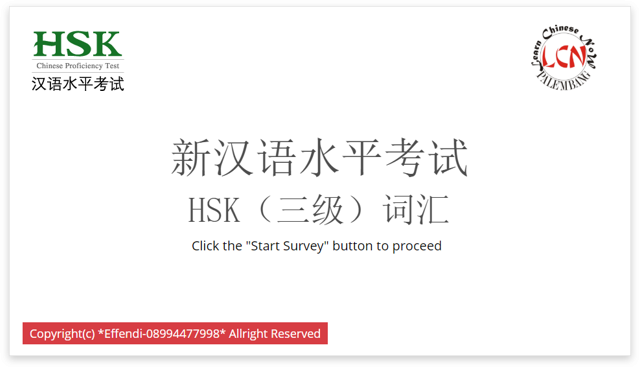 HSK
Chinese Proficiency Test
汉语水平考试
Learn Chinese Now
LCN
PALEMBANG
新汉语水平考试
HSK（三级）词汇
Click the "Start Survey" button to proceed
Copyright(c) *Effendi-08994477998* Allright Reserved